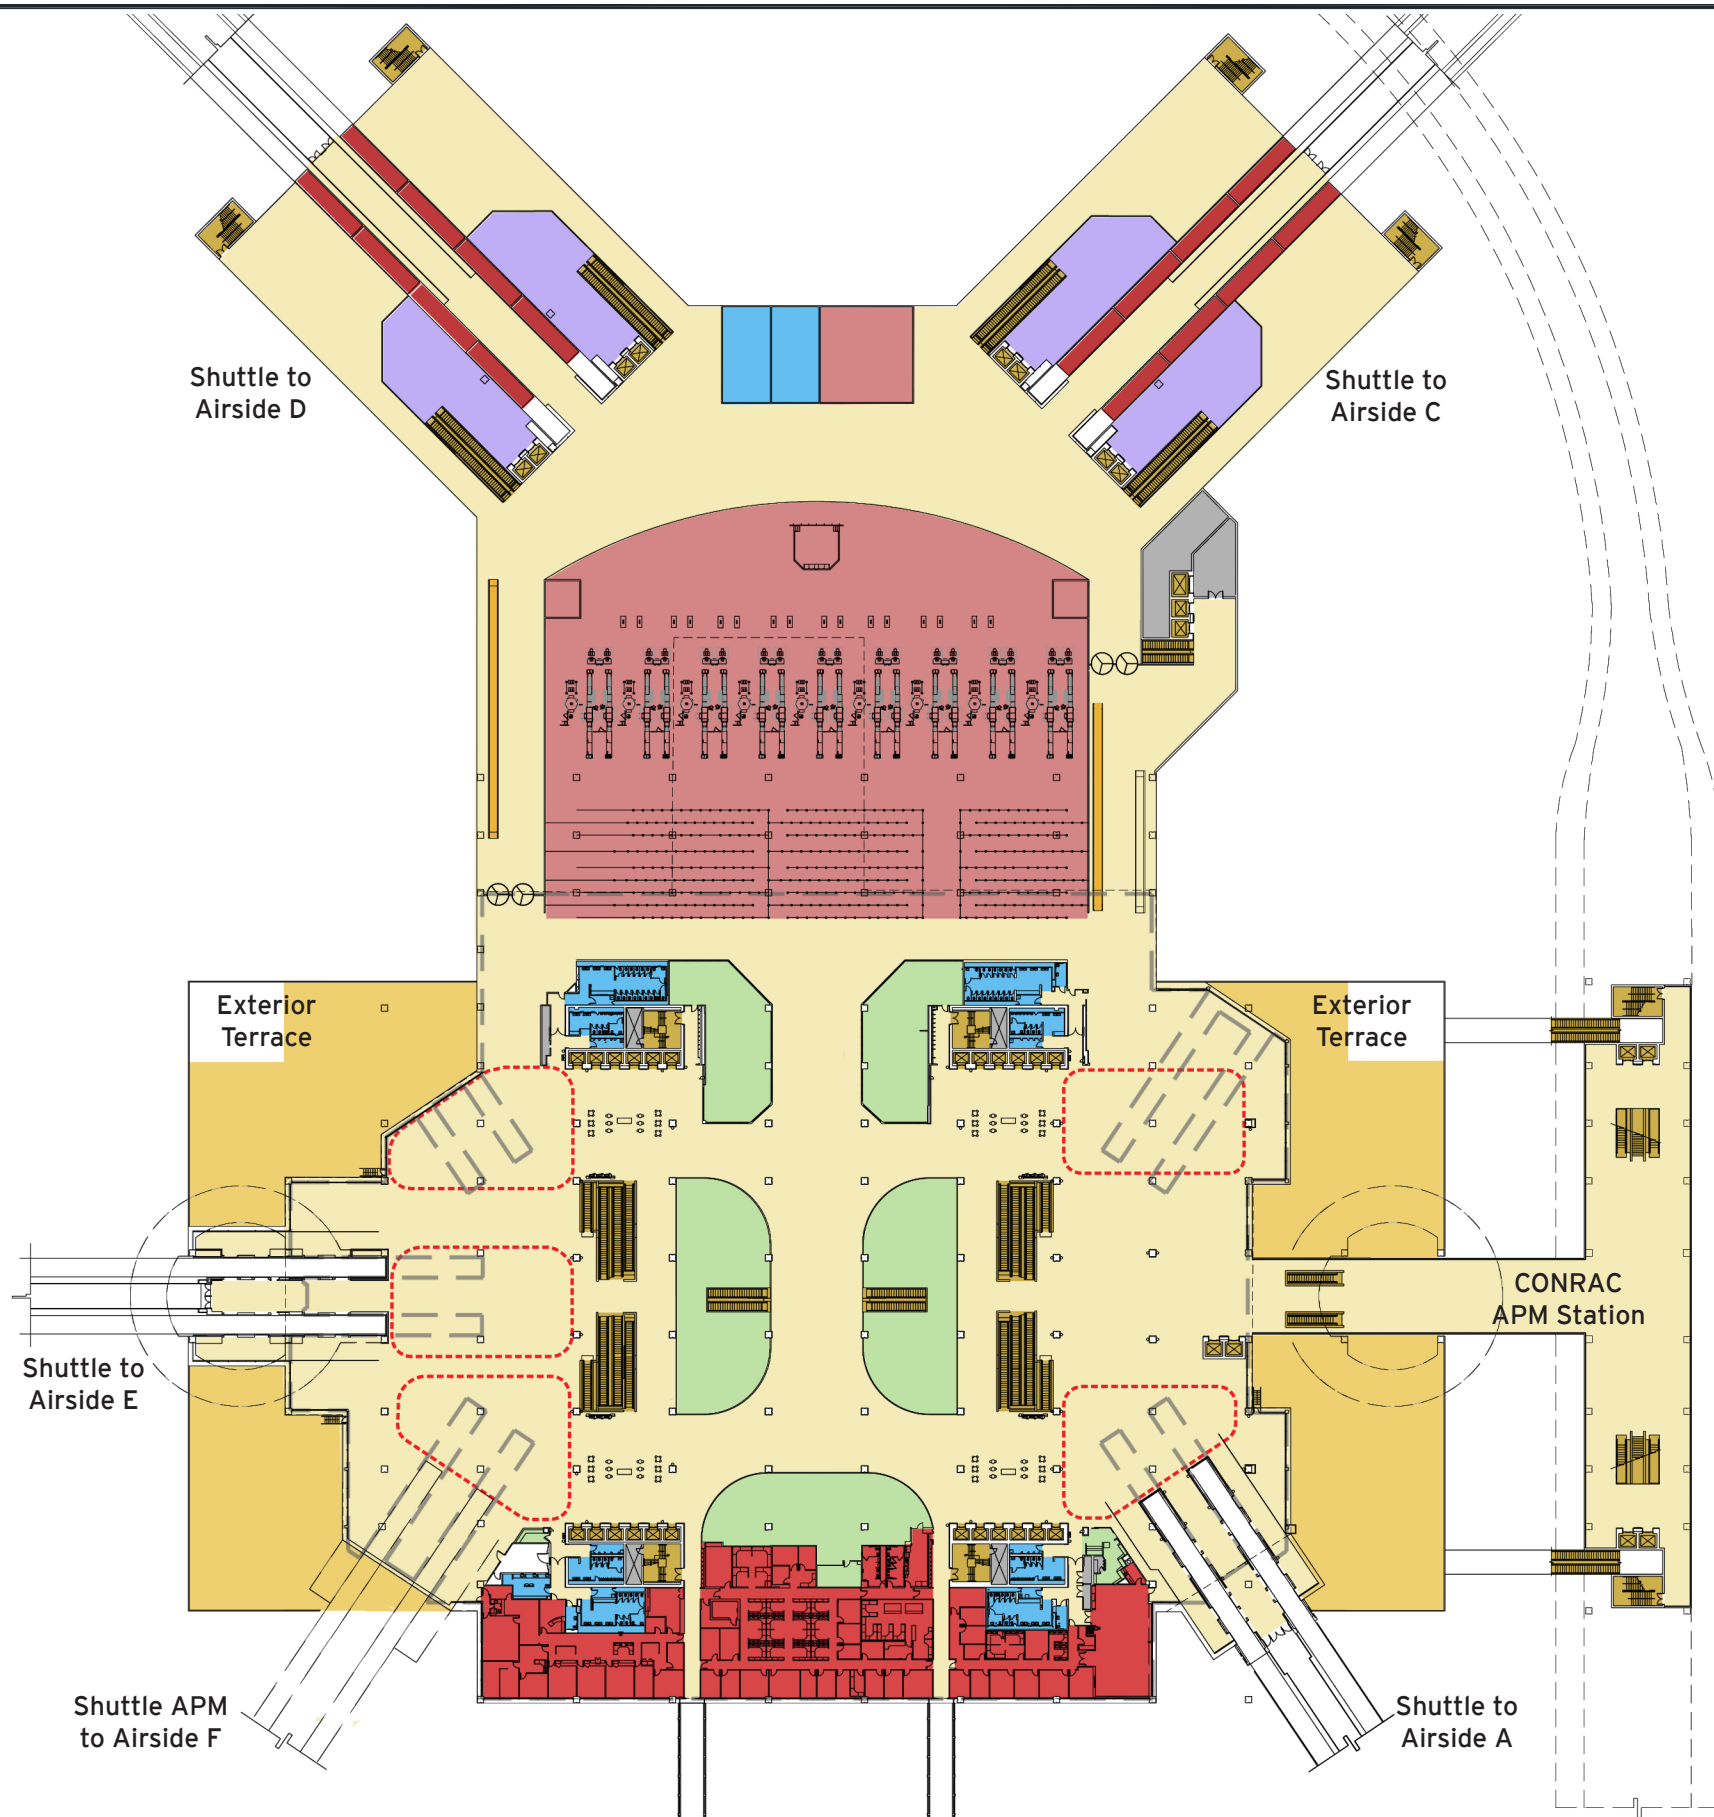 Shuttle to
Airside D
Shuttle to
Airside C
Exterior
Terrace
Exterior
Terrace
CONRAC
APM Station
Shuttle to
Airside E
Shuttle APM
to Airside F
Shuttle to
Airside A